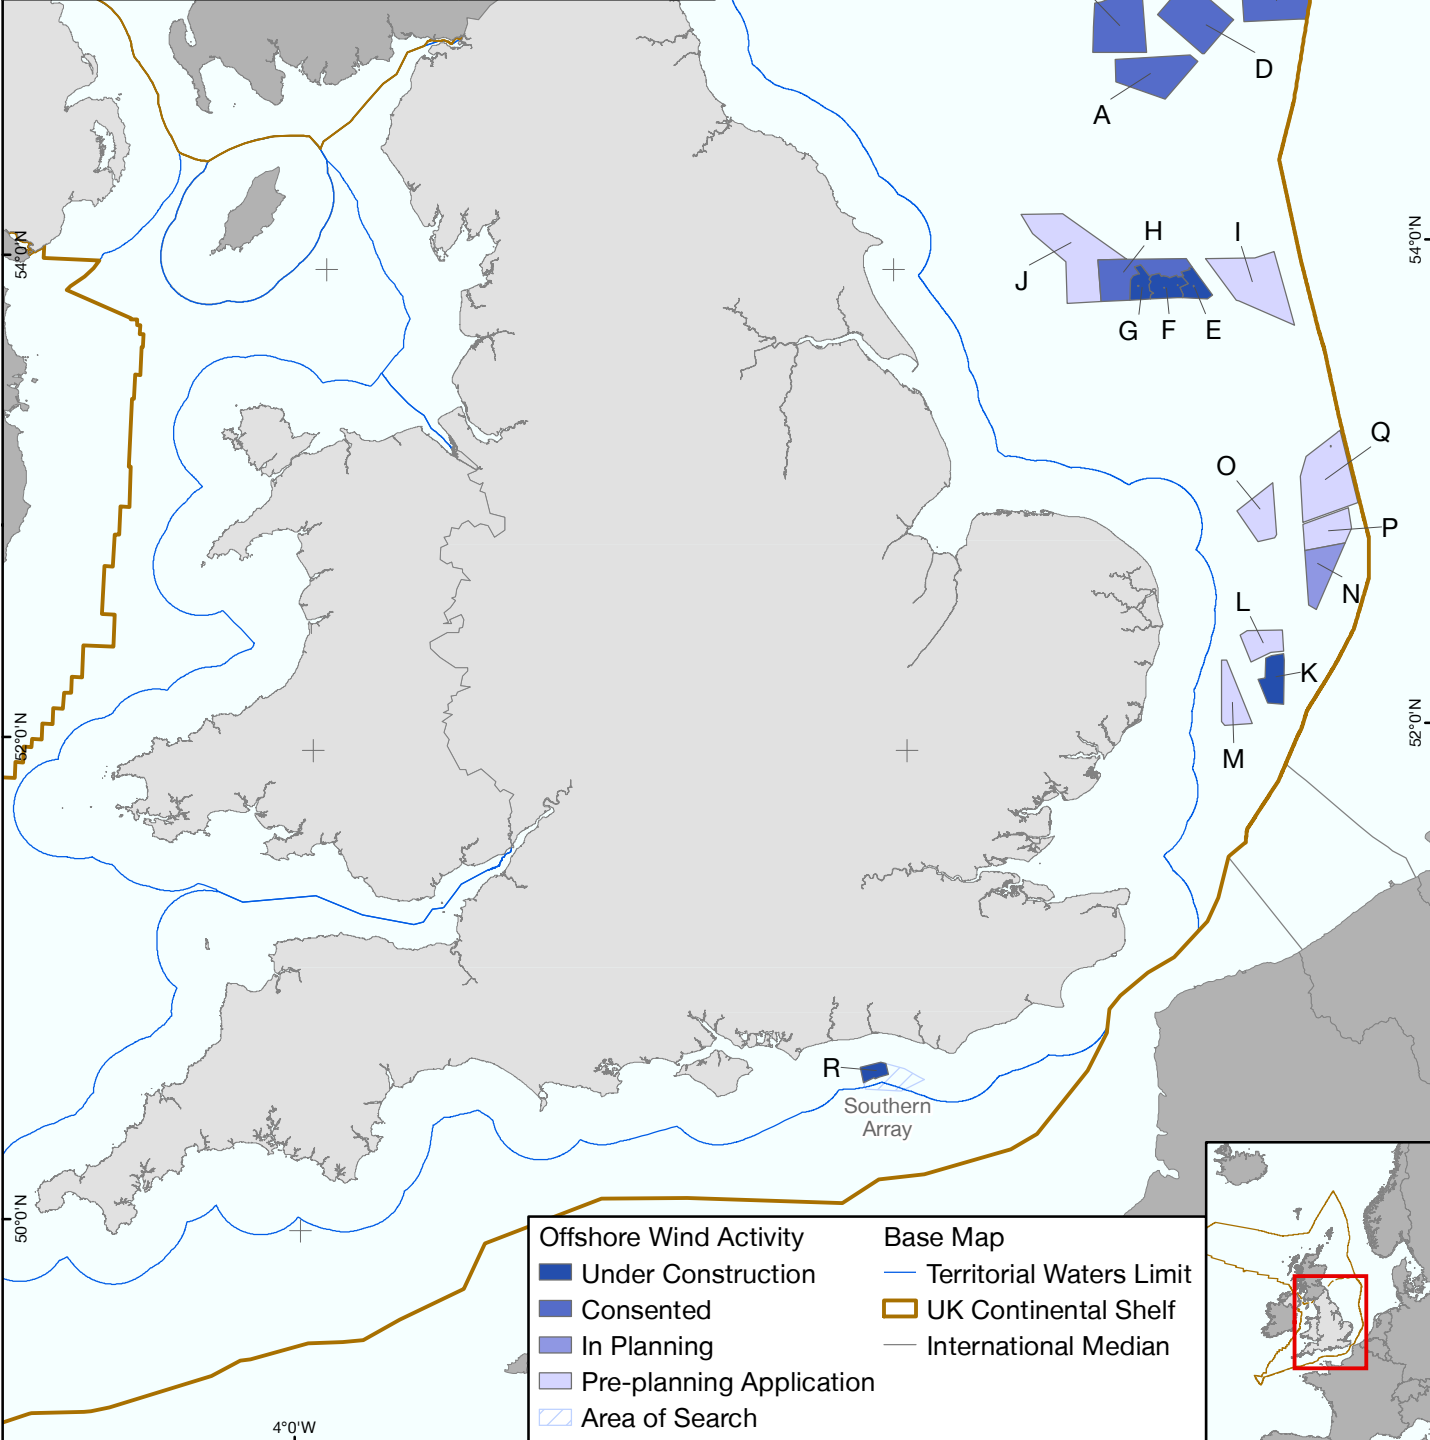 D
A
54°0'N
54°0'N
H
I
J
G
F
E
Q
O
P
N
L
K
52°0'N
52°0'N
M
R
Southern
Array
50°0'N
4°0'W
Offshore Wind Activity
Under Construction
Consented
In Planning
Pre-planning Application
Area of Search
Base Map
Territorial Waters Limit
UK Continental Shelf
International Median